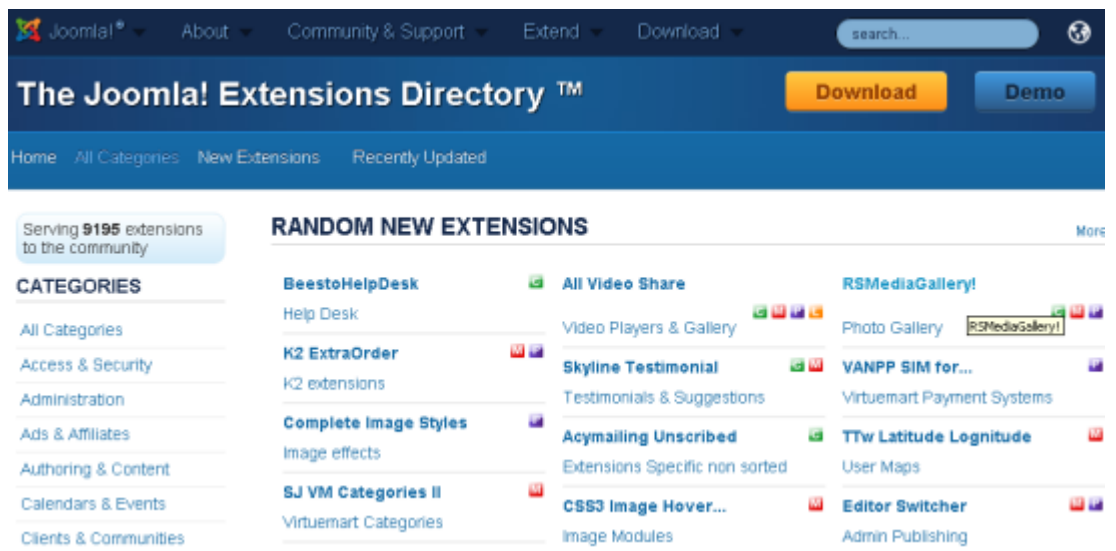 Joomla!® About Community & Support Extend Download search...
The Joomla! Extensions Directory ™ Download Demo
Home All Categories New Extensions Recently Updated
Serving 9195 extensions
to the community
CATEGORIES
All Categories
Access & Security
Administration
Ads & Affiliates
Authoring & Content
Calendars & Events
Clients & Communities
RANDOM NEW EXTENSIONS More
BeestoHelpDesk
Help Desk
K2 ExtraOrder
K2 extensions
Complete Image Styles
Image effects
SJ VM Categories II
Virtuemart Categories
All Video Share
Video Players & Gallery
Skyline Testimonial
Testimonials & Suggestions
Acymailing Unscribed
Extensions Specific non sorted
CSS3 Image Hover...
Image Modules
RSMediaGallery!
Photo Gallery
RSMediaGallery!
VANPP SIM for...
Virtuemart Payment Systems
TTw Latitude Lognitude
User Maps
Editor Switcher
Admin Publishing